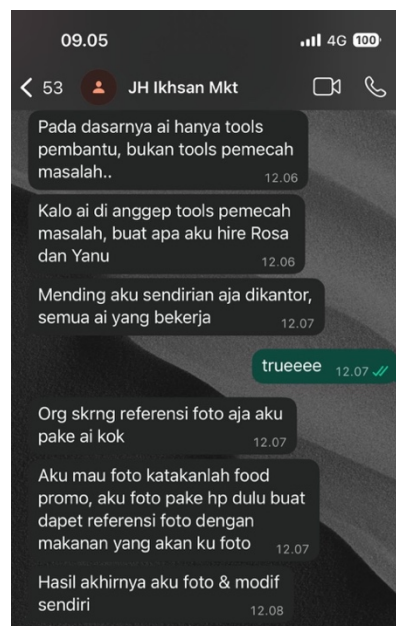 09.05
4G 100
53 JH Ikhsan Mkt
Pada dasarnya ai hanya tools
pembantu, bukan tools pemecah
masalah..
12.06
Kalo ai di anggep tools pemecah
masalah, buat apa aku hire Rosa
dan Yanu
12.06
Mending aku sendirian aja dikantor,
semua ai yang bekerja
12.07
trueeee 12.07
Org skrng referensi foto aja aku
pake ai kok
12.07
Aku mau foto katakanlah food
promo, aku foto pake hp dulu buat
dapet referensi foto dengan
makanan yang akan ku foto
12.07
Hasil akhirnya aku foto & modif
sendiri
12.08